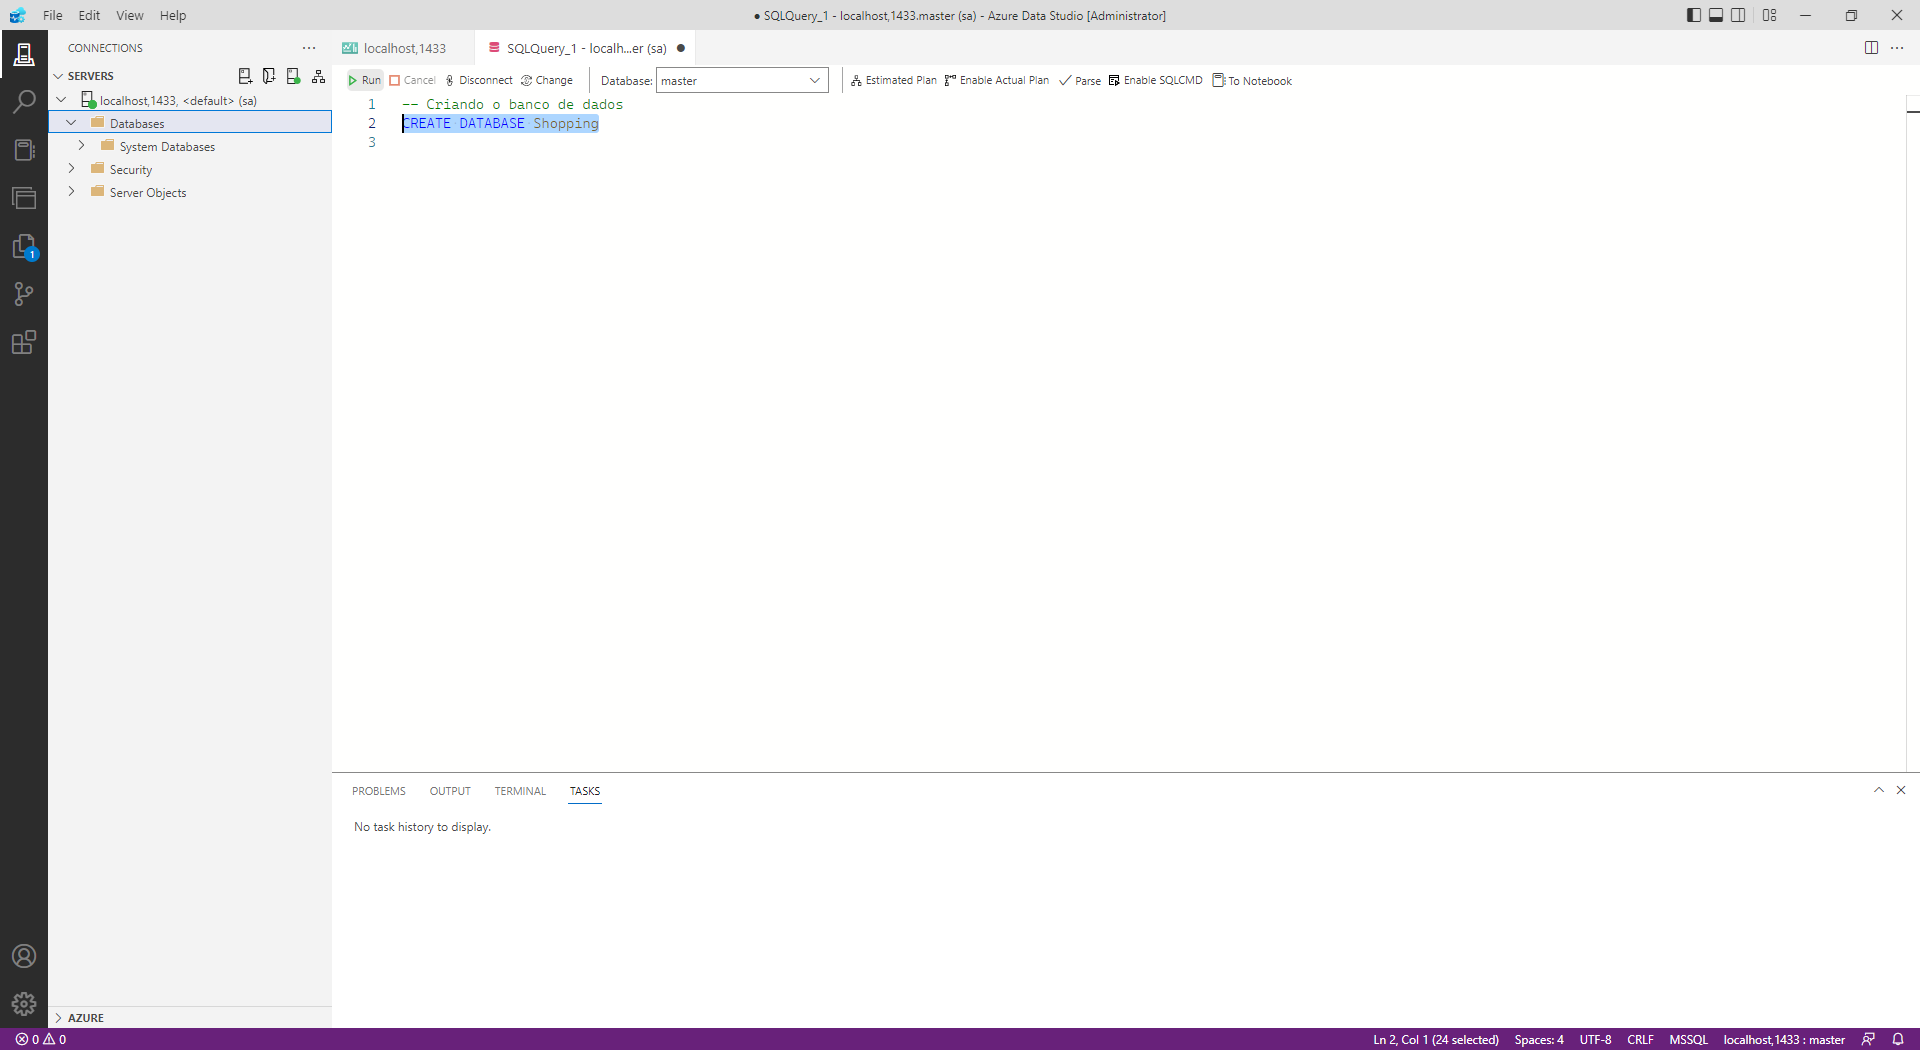 File Edit View Help
● SQLQuery_1 - localhost,1433.master (sa) - Azure Data Studio [Administrator]
CONNECTIONS
SERVERS
localhost,1433, <default> (sa)
Databases
System Databases
Security
Server Objects
AZURE
localhost,1433
SQLQuery_1 - localh...er (sa) ●
Run Cancel Disconnect Change Database: master Estimated Plan Enable Actual Plan Parse Enable SQLCMD To Notebook
1 -- Criando o banco de dados
2 CREATE DATABASE Shopping
3
PROBLEMS OUTPUT TERMINAL TASKS
No task history to display.
1
0 0
Ln 2, Col 1 (24 selected) Spaces: 4 UTF-8 CRLF MSSQL localhost,1433 : master